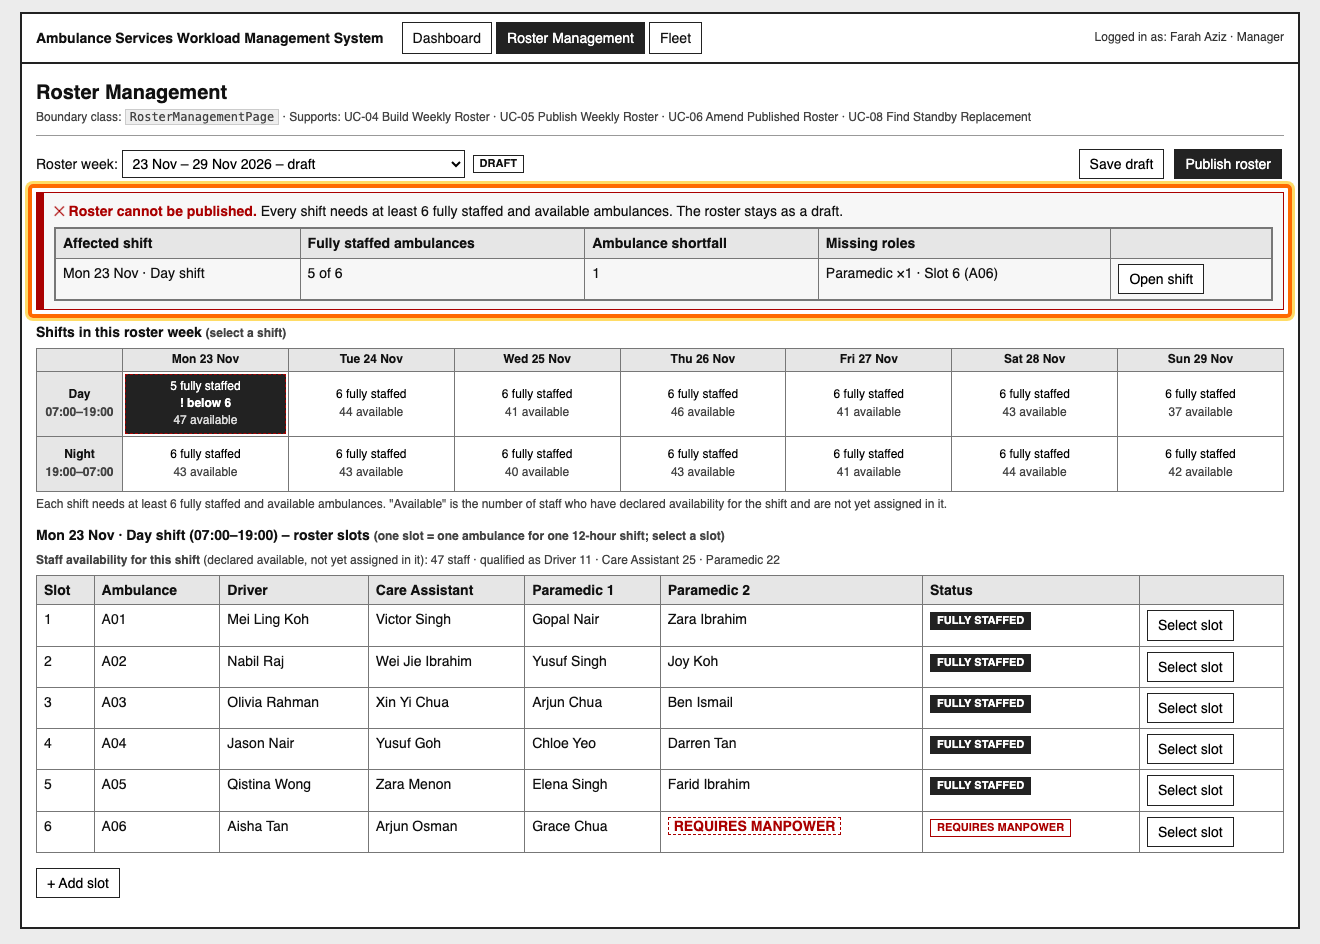 Ambulance Services Workload Management System
Dashboard
Roster Management
Fleet
Logged in as: Farah Aziz · Manager
Roster Management
Boundary class: RosterManagementPage · Supports: UC-04 Build Weekly Roster · UC-05 Publish Weekly Roster · UC-06 Amend Published Roster · UC-08 Find Standby Replacement
Roster week: 23 Nov – 29 Nov 2026 – draft DRAFT
Save draft
Publish roster
✕ Roster cannot be published. Every shift needs at least 6 fully staffed and available ambulances. The roster stays as a draft.
Affected shift Fully staffed ambulances Ambulance shortfall Missing roles
Mon 23 Nov · Day shift 5 of 6 1 Paramedic ×1 · Slot 6 (A06) Open shift
Shifts in this roster week (select a shift)
Mon 23 Nov Tue 24 Nov Wed 25 Nov Thu 26 Nov Fri 27 Nov Sat 28 Nov Sun 29 Nov
Day
07:00–19:00
5 fully staffed
! below 6
47 available
6 fully staffed
44 available
6 fully staffed
41 available
6 fully staffed
46 available
6 fully staffed
41 available
6 fully staffed
43 available
6 fully staffed
37 available
Night
19:00–07:00
6 fully staffed
43 available
6 fully staffed
43 available
6 fully staffed
40 available
6 fully staffed
43 available
6 fully staffed
41 available
6 fully staffed
44 available
6 fully staffed
42 available
Each shift needs at least 6 fully staffed and available ambulances. "Available" is the number of staff who have declared availability for the shift and are not yet assigned in it.
Mon 23 Nov · Day shift (07:00–19:00) – roster slots (one slot = one ambulance for one 12-hour shift; select a slot)
Staff availability for this shift (declared available, not yet assigned in it): 47 staff · qualified as Driver 11 · Care Assistant 25 · Paramedic 22
Slot Ambulance Driver Care Assistant Paramedic 1 Paramedic 2 Status
1 A01 Mei Ling Koh Victor Singh Gopal Nair Zara Ibrahim FULLY STAFFED Select slot
2 A02 Nabil Raj Wei Jie Ibrahim Yusuf Singh Joy Koh FULLY STAFFED Select slot
3 A03 Olivia Rahman Xin Yi Chua Arjun Chua Ben Ismail FULLY STAFFED Select slot
4 A04 Jason Nair Yusuf Goh Chloe Yeo Darren Tan FULLY STAFFED Select slot
5 A05 Qistina Wong Zara Menon Elena Singh Farid Ibrahim FULLY STAFFED Select slot
6 A06 Aisha Tan Arjun Osman Grace Chua REQUIRES MANPOWER REQUIRES MANPOWER Select slot
+ Add slot